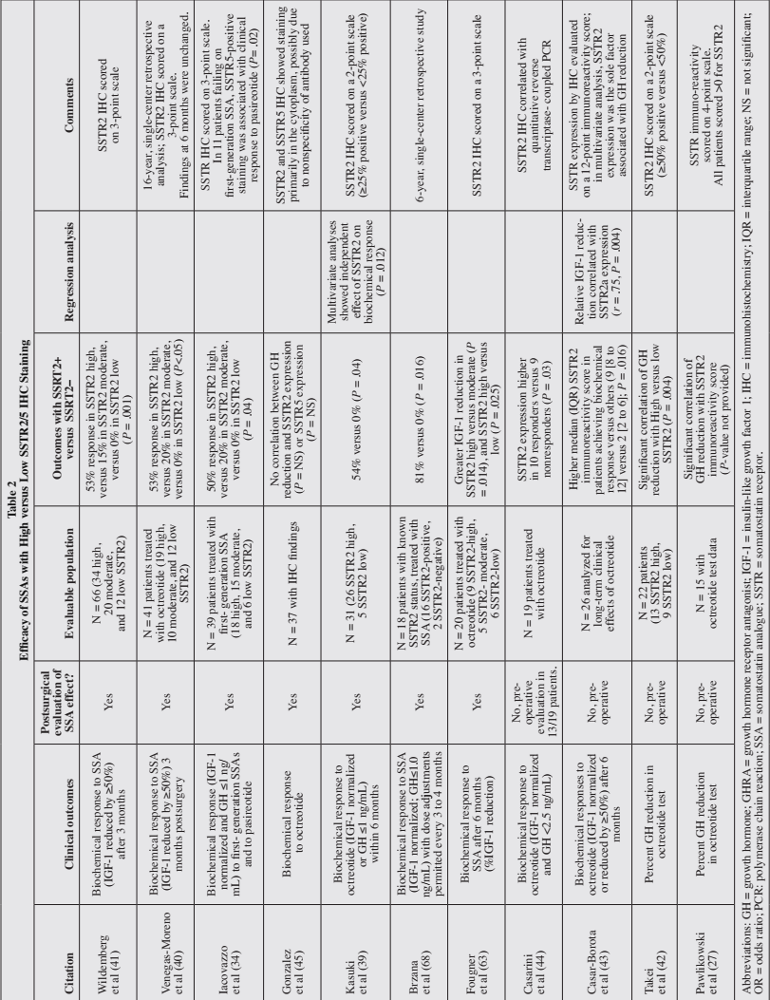 Table 2
Efficacy of SSAs with High versus Low SSTR2/5 IHC Staining
Citation
Clinical outcomes
Postsurgical
evaluation of
SSA effect?
Evaluable population
Outcomes with SSRT2+
versus SSRT2–
Regression analysis
Comments
Wildemberg
et al (41)
Biochemical response to SSA
(IGF-1 reduced by ≥50%)
after 3 months
Yes
N = 66 (34 high,
20 moderate,
and 12 low SSTR2)
53% response in SSTR2 high,
versus 15% in SSTR2 moderate,
versus 0% in SSTR2 low
(P = .001)
SSTR2 IHC scored
on 3-point scale
Venegas-Moreno
et al (40)
Biochemical response to SSA
(IGF-1 reduced by ≥50%) 3
months postsurgery
Yes
N = 41 patients treated
with octreotide (19 high,
10 moderate, and 12 low
SSTR2)
53% response in SSTR2 high,
versus 20% in SSTR2 moderate,
versus 0% in SSTR2 low (P<.05)
16-year, single-center retrospective
analysis; SSTR2 IHC scored on a
3-point scale.
Findings at 6 months were unchanged.
Iacovazzo
et al (34)
Biochemical response (IGF-1
normalized and GH ≤1 ng/
mL) to first- generation SSAs
and to pasireotide
Yes
N = 39 patients treated with
first- generation SSA
(18 high, 15 moderate,
and 6 low SSTR2)
50% response in SSTR2 high,
versus 20% in SSTR2 moderate,
versus 0% in SSTR2 low
(P = .04)
SSTR IHC scored on 3-point scale.
In 11 patients failing on
first-generation SSA, SSTR5-positive
staining was associated with clinical
response to pasireotide (P= .02)
Gonzalez
et al (45)
Biochemical response
to octreotide
Yes
N = 37 with IHC findings
No correlation between GH
reduction and SSTR2 expression
(P = NS) or SSTR5 expression
(P = NS)
SSTR2 and SSTR5 IHC showed staining
primarily in the cytoplasm, possibly due
to nonspecificity of antibody used
Kasuki
et al (39)
Biochemical response to
octreotide (IGF-1 normalized
or GH ≤1 ng/mL)
within 6 months
Yes
N = 31 (26 SSTR2 high,
5 SSTR2 low)
54% versus 0% (P = .04)
Multivariate analyses
showed independent
effect of SSTR2 on
biochemical response
(P = .012)
SSTR2 IHC scored on a 2-point scale
(≥25% positive versus <25% positive)
Brzana
et al (68)
Biochemical response to SSA
(IGF-1 normalized; GH≤1.0
ng/mL) with dose adjustments
permitted every 3 to 4 months
Yes
N = 18 patients with known
SSTR2 status, treated with
SSA (16 SSTR2-positive,
2 SSTR2-negative)
81% versus 0% (P = .016)
6-year, single-center retrospective study
Fougner
et al (63)
Biochemical response to
SSA after 6 months
(%IGF-1 reduction)
Yes
N = 20 patients treated with
octreotide (9 SSTR2-high,
5 SSTR2- moderate,
6 SSTR2-low)
Greater IGF-1 reduction in
SSTR2 high versus moderate (P
= .014), and SSTR2 high versus
low (P = .025)
SSTR2 IHC scored on a 3-point scale
Casarini
et al (44)
Biochemical response to
octreotide (IGF-1 normalized
and GH <2.5 ng/mL)
No, pre-
operative
evaluation in
13/19 patients.
N = 19 patients treated
with octreotide
SSTR2 expression higher
in 10 responders versus 9
nonresponders (P = .03)
SSTR2 IHC correlated with
quantitative reverse
transcriptase- coupled PCR
Casar-Borota
et al (43)
Biochemical responses to
octreotide (IGF-1 normalized
or reduced by ≥50%) after 6
months
No, pre-
operative
N = 26 analyzed for
long-term clinical
effects of octreotide
Higher median (IQR) SSTR2
immunoreactivity score in
patients achieving biochemical
response versus others (9 [8 to
12] versus 2 [2 to 6]; P = .016)
Relative IGF-1 reduc-
tion correlated with
SSTR2a expression
(r = .75, P = .004)
SSTR expression by IHC evaluated
on a 12-point immunoreactivity score;
in multivariate analysis, SSTR2
expression was the sole factor
associated with GH reduction
Takei
et al (42)
Percent GH reduction in
octreotide test
No, pre-
operative
N = 22 patients
(13 SSTR2 high,
9 SSTR2 low)
Significant correlation of GH
reduction with High versus low
SSTR2 (P = .004)
SSTR2 IHC scored on a 2-point scale
(≥50% positive versus <50%)
Pawlikowski
et al (27)
Percent GH reduction
in octreotide test
No, pre-
operative
N = 15 with
octreotide test data
Significant correlation of
GH reduction with SSTR2
immunoreactivity score
(P-value not provided)
SSTR immuno-reactivity
scored on 4-point scale.
All patients scored >0 for SSTR2
Abbreviations: GH = growth hormone; GHRA = growth hormone receptor antagonist; IGF-1 = insulin-like growth factor 1; IHC = immunohistochemistry; IQR = interquartile range; NS = not significant;
OR = odds ratio; PCR: polymerase chain reaction; SSA = somatostatin analogue; SSTR = somatostatin receptor.